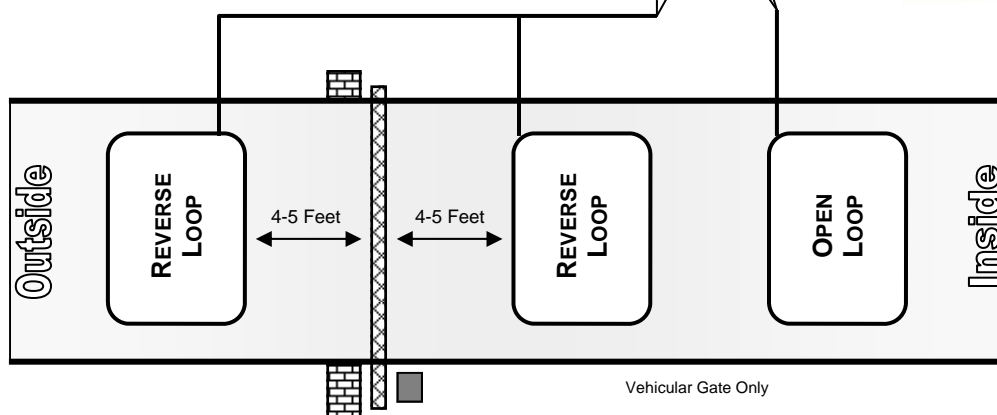 Outside
REVERSE
LOOP
4-5 Feet
4-5 Feet
REVERSE
LOOP
OPEN
LOOP
Inside
Vehicular Gate Only